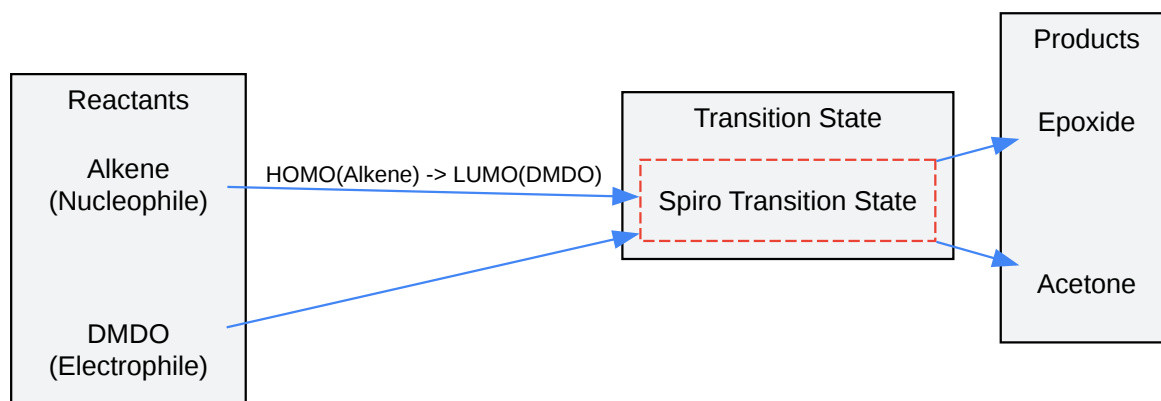 Reactants
Alkene
(Nucleophile)
DMDO
(Electrophile)
HOMO(Alkene) -> LUMO(DMDO)
Transition State
Spiro Transition State
Products
Epoxide
Acetone